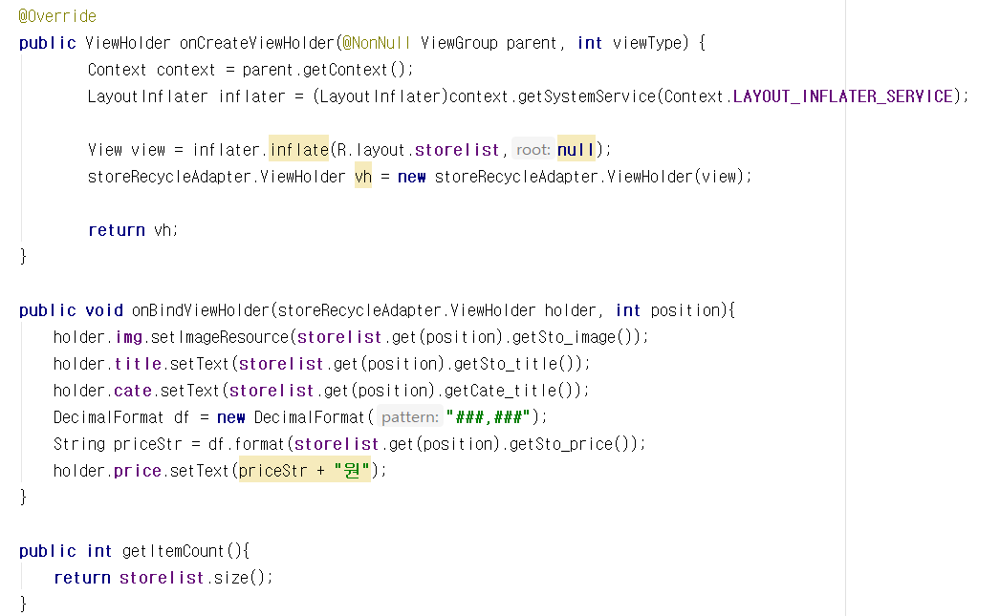 @Override
public ViewHolder onCreateViewHolder(@NonNull ViewGroup parent, int viewType) {
Context context = parent.getContext();
LayoutInflater inflater = (LayoutInflater)context.getSystemService(Context.LAYOUT_INFLATER_SERVICE);
View view = inflater.inflate(R.layout.storelist, root: null);
storeRecycleAdapter.ViewHolder vh = new storeRecycleAdapter.ViewHolder(view);
return vh;
}
public void onBindViewHolder(storeRecycleAdapter.ViewHolder holder, int position){
holder.img.setImageResource(storelist.get(position).getSto_image());
holder.title.setText(storelist.get(position).getSto_title());
holder.cate.setText(storelist.get(position).getCate_title());
DecimalFormat df = new DecimalFormat( pattern: "###,###");
String priceStr = df.format(storelist.get(position).getSto_price());
holder.price.setText(priceStr + "원");
}
public int getItemCount(){
return storelist.size();
}